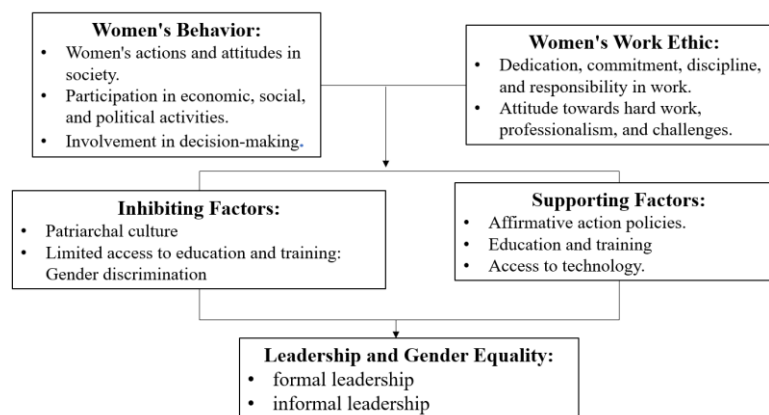 Women's Behavior:
• Women's actions and attitudes in
society.
• Participation in economic, social,
and political activities.
• Involvement in decision-making.
Women's Work Ethic:
• Dedication, commitment, discipline,
and responsibility in work.
• Attitude towards hard work,
professionalism, and challenges.
Inhibiting Factors:
• Patriarchal culture
• Limited access to education and training:
Gender discrimination
Supporting Factors:
• Affirmative action policies.
• Education and training
• Access to technology.
Leadership and Gender Equality:
• formal leadership
• informal leadership